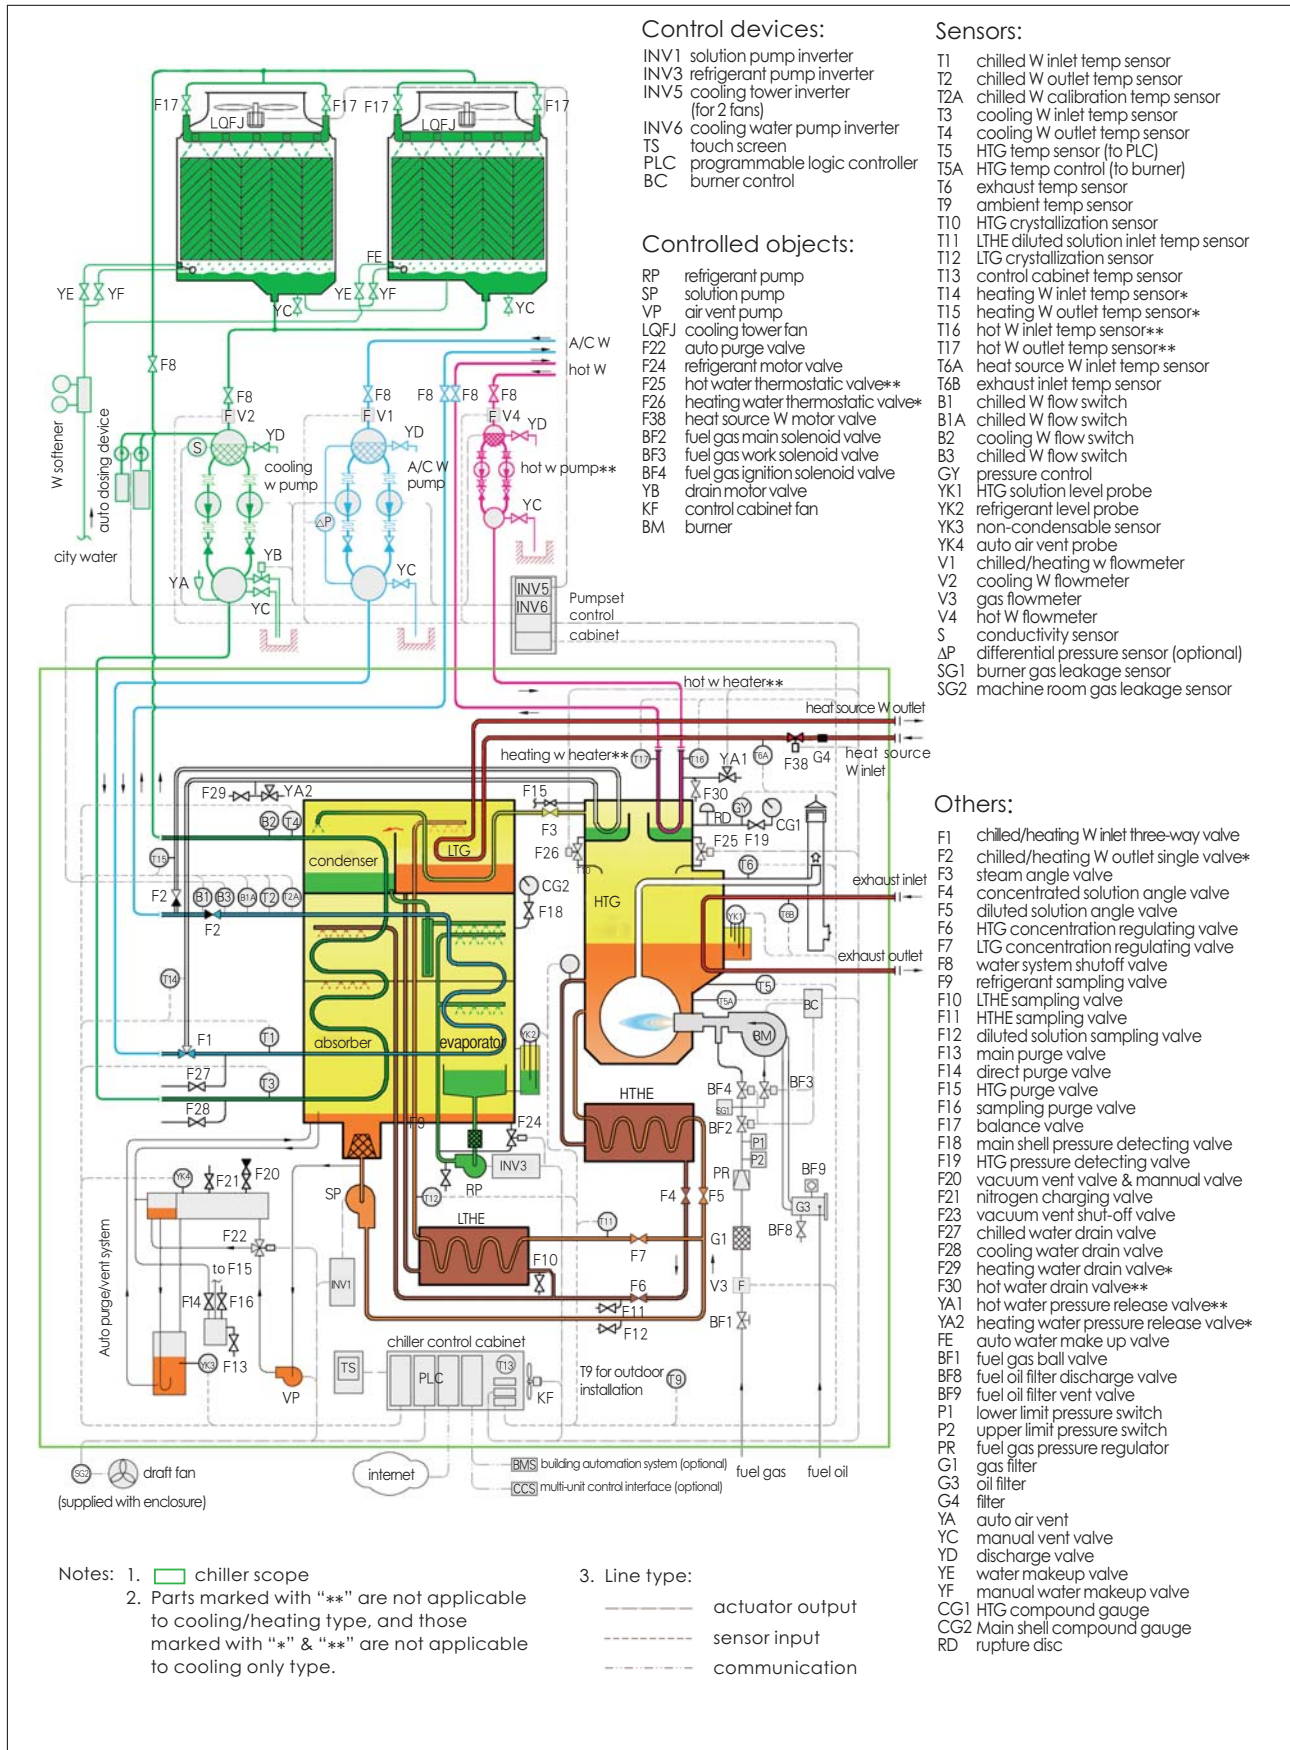 Control devices:
INV1 solution pump inverter
INV3 refrigerant pump inverter
INV5 cooling tower inverter
(for 2 fans)
INV6 cooling water pump inverter
TS touch screen
PLC programmable logic controller
BC burner control
Controlled objects:
RP refrigerant pump
SP solution pump
VP air vent pump
LQFJ cooling tower fan
F22 auto purge valve
F24 refrigerant motor valve
F25 hot water thermostatic valve**
F26 heating water thermostatic valve*
F38 heat source W motor valve
BF2 fuel gas main solenoid valve
BF3 fuel gas work solenoid valve
BF4 fuel gas ignition solenoid valve
YB drain motor valve
KF control cabinet fan
BM burner
Sensors:
T1 chilled W inlet temp sensor
T2 chilled W outlet temp sensor
T2A chilled W calibration temp sensor
T3 cooling W inlet temp sensor
T4 cooling W outlet temp sensor
T5 HTG temp sensor (to PLC)
T5A HTG temp control (to burner)
T6 exhaust temp sensor
T9 ambient temp sensor
T10 HTG crystallization sensor
T11 LTHE diluted solution inlet temp sensor
T12 LTG crystallization sensor
T13 control cabinet temp sensor
T14 heating W inlet temp sensor*
T15 heating W outlet temp sensor*
T16 hot W inlet temp sensor**
T17 hot W outlet temp sensor**
T6A heat source W inlet temp sensor
T6B exhaust inlet temp sensor
B1 chilled W flow switch
B1A chilled W flow switch
B2 cooling W flow switch
B3 chilled W flow switch
GY pressure control
YK1 HTG solution level probe
YK2 refrigerant level probe
YK3 non-condensable sensor
YK4 auto air vent probe
V1 chilled/heating w flowmeter
V2 cooling W flowmeter
V3 gas flowmeter
V4 hot W flowmeter
S conductivity sensor
ΔP differential pressure sensor (optional)
SG1 burner gas leakage sensor
SG2 machine room gas leakage sensor
Others:
F1 chilled/heating W inlet three-way valve
F2 chilled/heating W outlet single valve*
F3 steam angle valve
F4 concentrated solution angle valve
F5 diluted solution angle valve
F6 HTG concentration regulating valve
F7 LTG concentration regulating valve
F8 water system shutoff valve
F9 refrigerant sampling valve
F10 LTHE sampling valve
F11 HTHE sampling valve
F12 diluted solution sampling valve
F13 main purge valve
F14 direct purge valve
F15 HTG purge valve
F16 sampling purge valve
F17 balance valve
F18 main shell pressure detecting valve
F19 HTG pressure detecting valve
F20 vacuum vent valve & mannual valve
F21 nitrogen charging valve
F23 vacuum vent shut-off valve
F27 chilled water drain valve
F28 cooling water drain valve
F29 heating water drain valve*
F30 hot water drain valve**
YA1 hot water pressure release valve**
YA2 heating water pressure release valve*
FE auto water make up valve
BF1 fuel gas ball valve
BF8 fuel oil filter discharge valve
BF9 fuel oil filter vent valve
P1 lower limit pressure switch
P2 upper limit pressure switch
PR fuel gas pressure regulator
G1 gas filter
G3 oil filter
G4 filter
YA auto air vent
YC manual vent valve
YD discharge valve
YE water makeup valve
YF manual water makeup valve
CG1 HTG compound gauge
CG2 Main shell compound gauge
RD rupture disc
F17 F17 F17 F17
LQFJ LQFJ
FE
YE YF YE YF
YC YC
A/C W
hot W
F8 F8 F8 F8 F8 F8
F V2 F V1 F V4
YD YD YD
S
W softener
auto dosing device
cooling
w pump
A/C W
pump
hot w pump**
ΔP
city water
YB
YA
YC YC YC
INV5
INV6
Pumpset
control
cabinet
hot w heater**
heat source W outlet
heating w heater**
T17 T16 T6A
YA1 F38 G4
heat source
W inlet
F29 YA2 F15 F30
F3 RD GY CG1
B2 T4
F19
T15 condenser LTG F26 F25
T10 T6
CG2
F2 B1 B3 B1A T2 T2A F18
HTG
exhaust inlet
F2
YK1 T6B
exhaust outlet
T14
T5
T5A BC
F1 T1 absorber evaporator YK2
BM
F27 T3
F28
BF4 BF3
SG1
HTHE
F9 F24 BF2
P1
P2
YK4 F21 F20
RP INV3
PR BF9
SP T12 F4 F5
G3
LTHE T11
BF8
F22 F7 G1
F10
to F15
INV1 F6
V3 F
F14 F16 F11
F12 BF1
Auto purge/vent system
YK3 F13
VP
chiller control cabinet
TS PLC T13
KF
T9 for outdoor
installation
T9
SG2 draft fan
(supplied with enclosure)
internet
BMS building automation system (optional)
CCS multi-unit control interface (optional)
fuel gas fuel oil
Notes: 1. chiller scope
2. Parts marked with “**” are not applicable
to cooling/heating type, and those
marked with “*” & “**” are not applicable
to cooling only type.
3. Line type:
actuator output
sensor input
communication